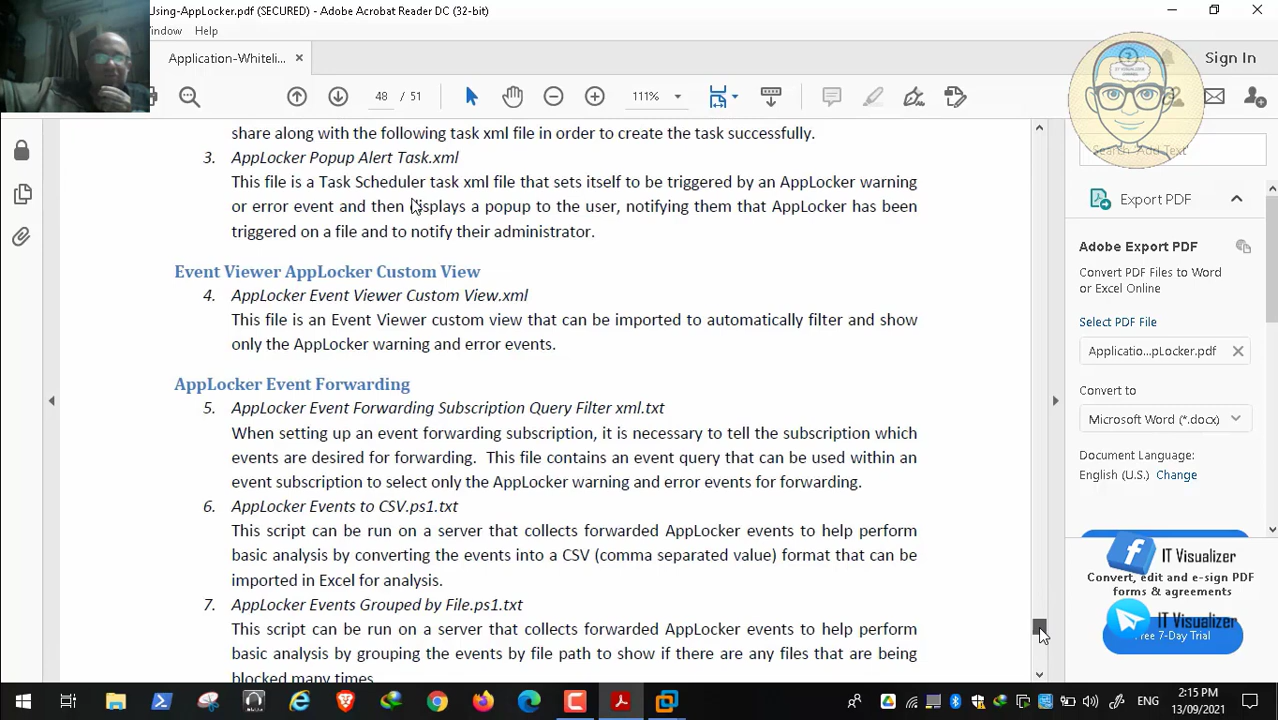 Using-AppLocker.pdf (SECURED) - Adobe Acrobat Reader DC (32-bit)
Window Help
Application-Whiteli...
48 / 51
111%
Sign In
IT VISUALIZER
CHANNEL
share along with the following task xml file in order to create the task successfully.
3. AppLocker Popup Alert Task.xml
This file is a Task Scheduler task xml file that sets itself to be triggered by an AppLocker warning
or error event and then displays a popup to the user, notifying them that AppLocker has been
triggered on a file and to notify their administrator.
Event Viewer AppLocker Custom View
4. AppLocker Event Viewer Custom View.xml
This file is an Event Viewer custom view that can be imported to automatically filter and show
only the AppLocker warning and error events.
AppLocker Event Forwarding
5. AppLocker Event Forwarding Subscription Query Filter xml.txt
When setting up an event forwarding subscription, it is necessary to tell the subscription which
events are desired for forwarding. This file contains an event query that can be used within an
event subscription to select only the AppLocker warning and error events for forwarding.
6. AppLocker Events to CSV.ps1.txt
This script can be run on a server that collects forwarded AppLocker events to help perform
basic analysis by converting the events into a CSV (comma separated value) format that can be
imported in Excel for analysis.
7. AppLocker Events Grouped by File.ps1.txt
This script can be run on a server that collects forwarded AppLocker events to help perform
basic analysis by grouping the events by file path to show if there are any files that are being
blocked many times.
Search 'Add Text'
Export PDF
Adobe Export PDF
Convert PDF Files to Word
or Excel Online
Select PDF File
Applicatio...pLocker.pdf
Convert to
Microsoft Word (*.docx)
Document Language:
English (U.S.) Change
IT Visualizer
Convert, edit and e-sign PDF
forms & agreements
IT Visualizer
Free 7-Day Trial
ENG
2:15 PM
13/09/2021